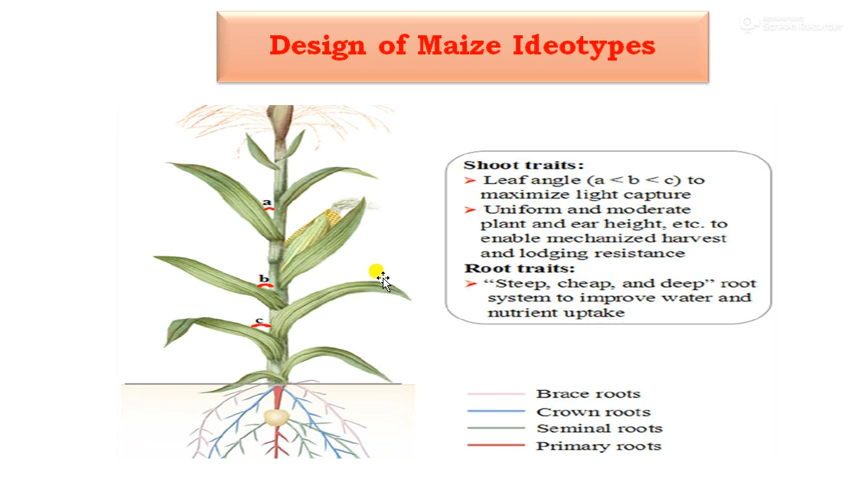 Design of Maize Ideotypes
Screen Recorder
a
b
c
Shoot traits:
➢ Leaf angle (a < b < c) to
maximize light capture
➢ Uniform and moderate
plant and ear height, etc. to
enable mechanized harvest
and lodging resistance
Root traits:
➢ “Steep, cheap, and deep” root
system to improve water and
nutrient uptake
Brace roots
Crown roots
Seminal roots
Primary roots